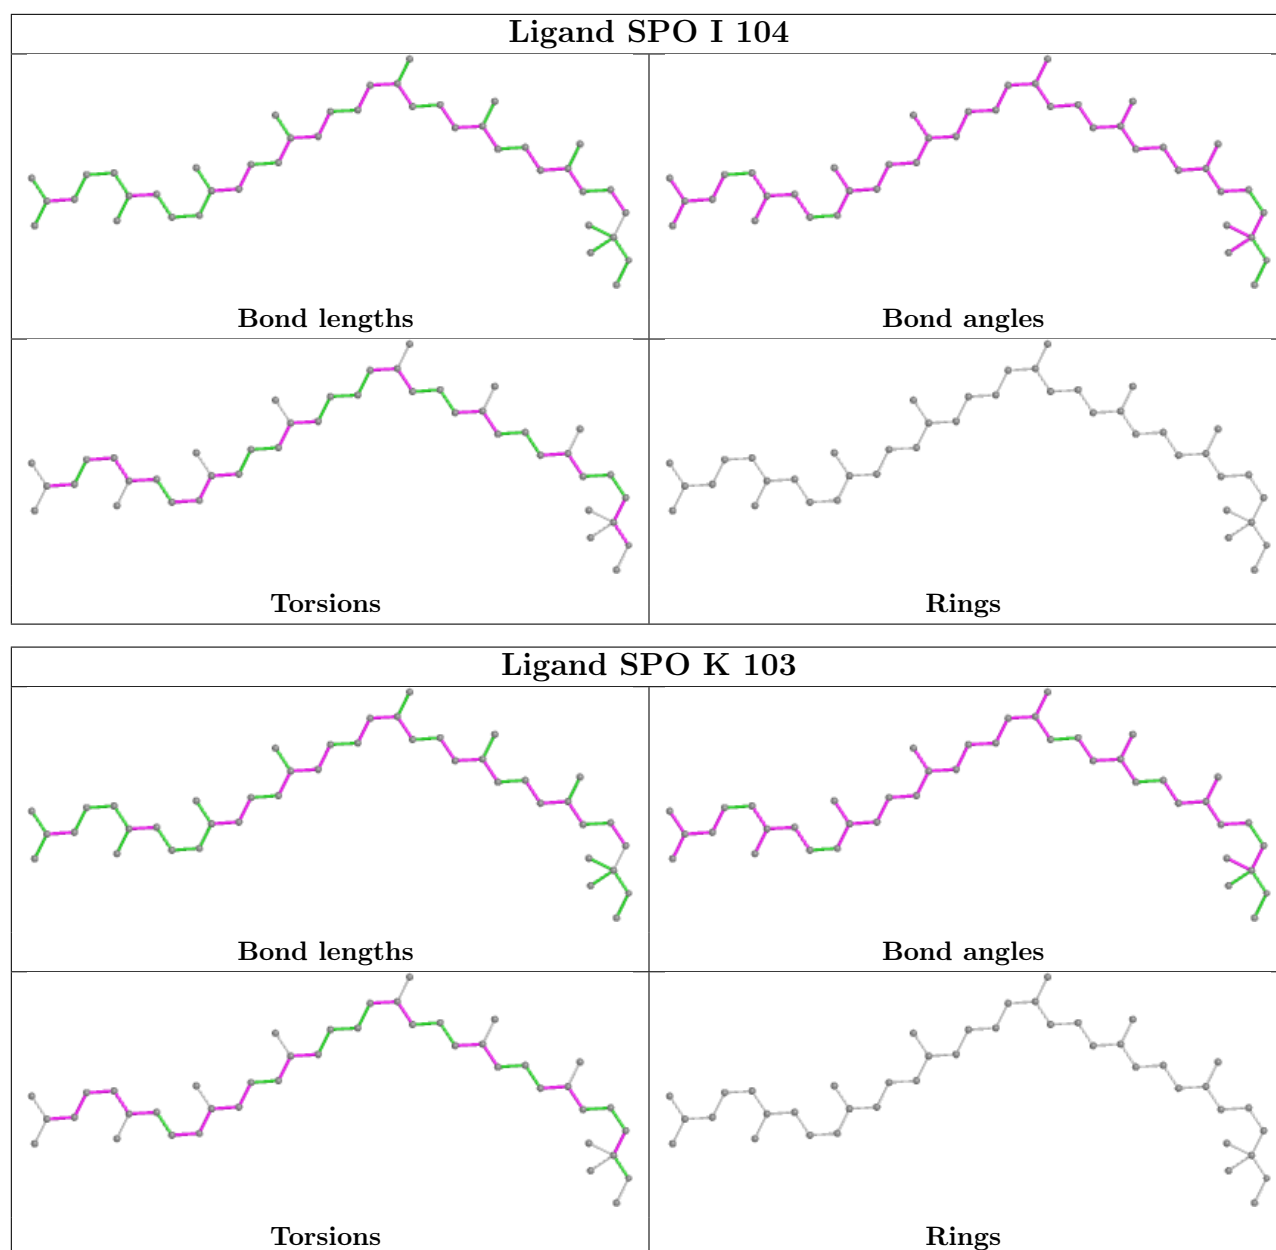 Ligand SPO I 104
Bond lengths
Bond angles
Torsions
Rings
Ligand SPO K 103
Bond lengths
Bond angles
Torsions
Rings